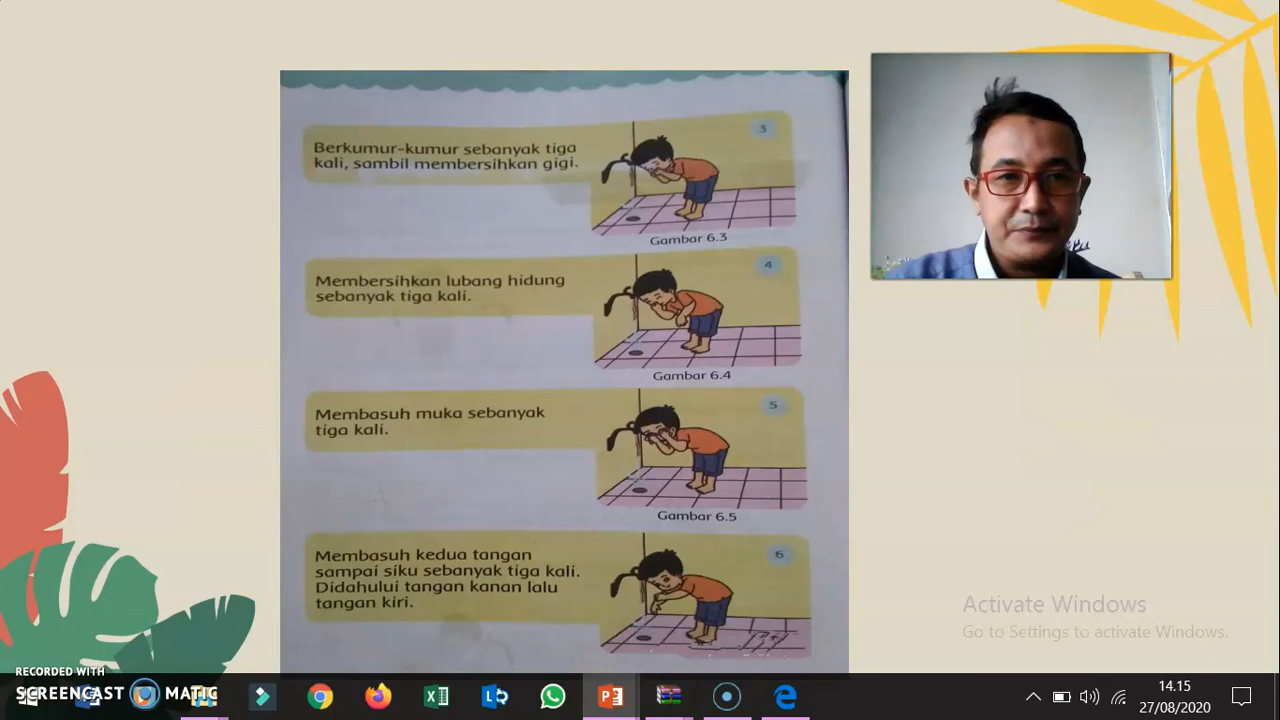 3
Berkumur-kumur sebanyak tiga
kali, sambil membersihkan gigi.
Gambar 6.3
4
Membersihkan lubang hidung
sebanyak tiga kali.
Gambar 6.4
5
Membasuh muka sebanyak
tiga kali.
Gambar 6.5
6
Membasuh kedua tangan
sampai siku sebanyak tiga kali.
Didahului tangan kanan lalu
tangan kiri.
Activate Windows
Go to Settings to activate Windows.
RECORDED WITH
SCREENCAST MATIC
14.15
27/08/2020